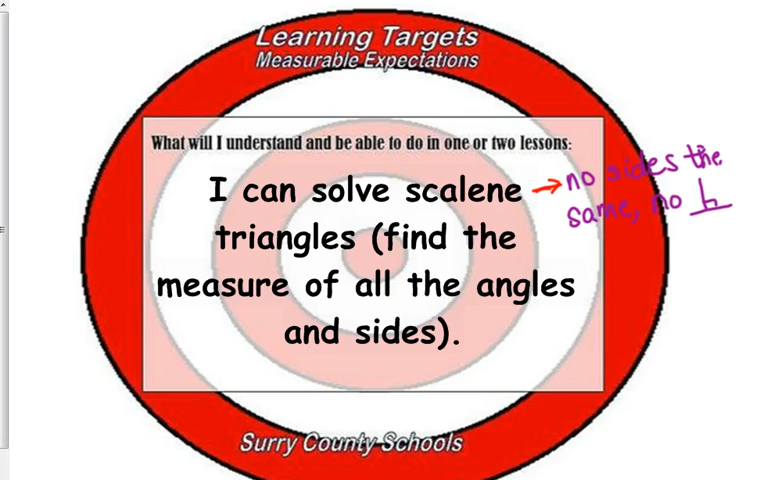 Learning Targets
Measurable Expectations
What will I understand and be able to do in one or two lessons:
I can solve scalene
triangles (find the
measure of all the angles
and sides).
→no sides the
same, no
Surry County Schools